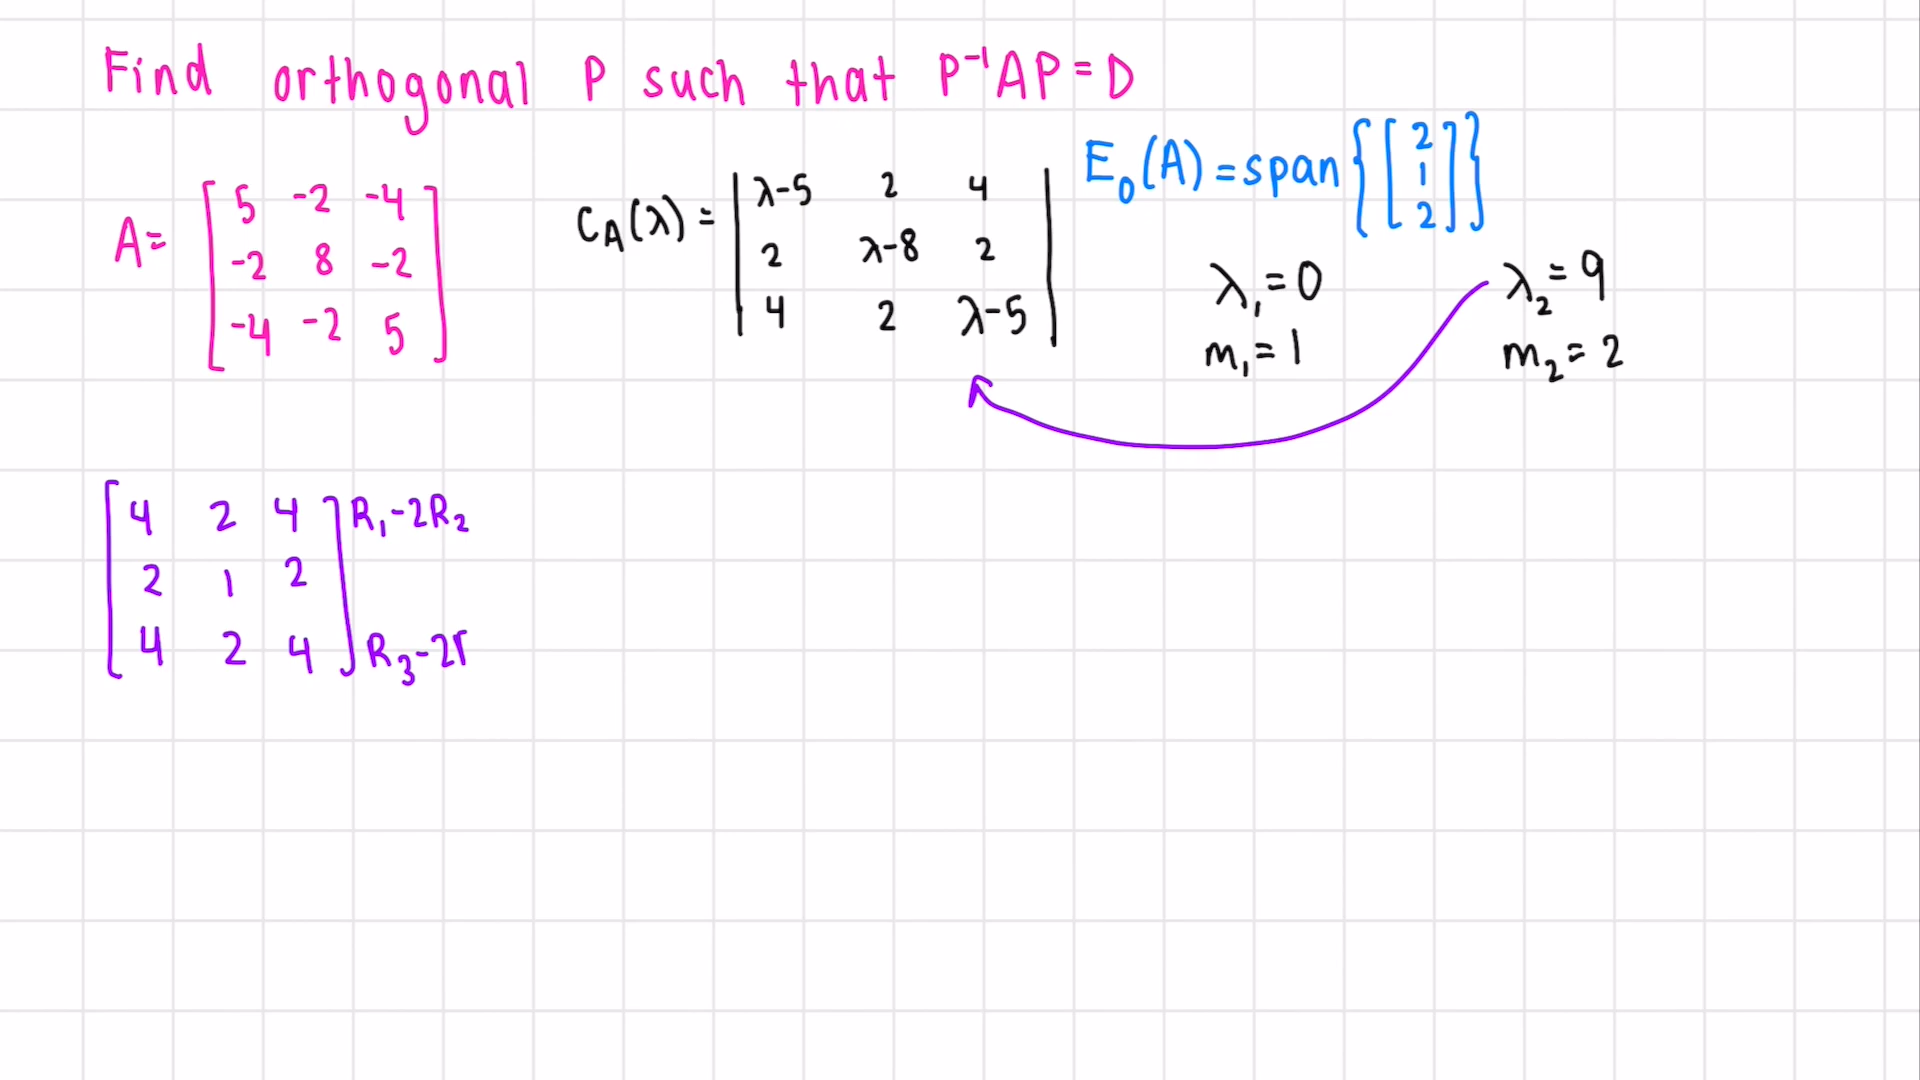 Find orthogonal P such that P⁻¹AP=D
E₀(A)=span{[2
1
2]}
A= [5 -2 -4
-2 8 -2
-4 -2 5]
C_A(λ)= |λ-5 2 4
2 λ-8 2
4 2 λ-5|
λ₁=0
m₁=1
λ₂=9
m₂=2
[4 2 4] R₁-2R₂
2 1 2
4 2 4 R₃-2